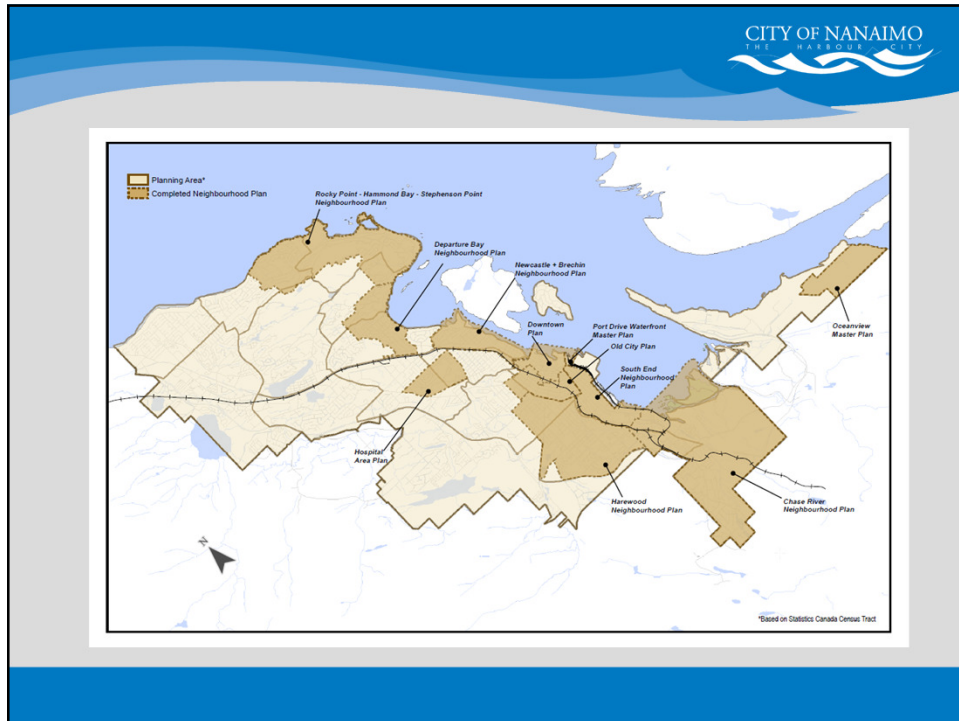 CITY OF NANAIMO
THE HARBOUR CITY
Planning Area*
Completed Neighbourhood Plan
Rocky Point - Hammond Bay - Stephenson Point
Neighbourhood Plan
Departure Bay
Neighbourhood Plan
Newcastle + Brechin
Neighbourhood Plan
Downtown
Plan
Port Drive Waterfront
Master Plan
Old City Plan
South End
Neighbourhood
Plan
Oceanview
Master Plan
Hospital
Area Plan
Harewood
Neighbourhood Plan
Chase River
Neighbourhood Plan
N
*Based on Statistics Canada Census Tract